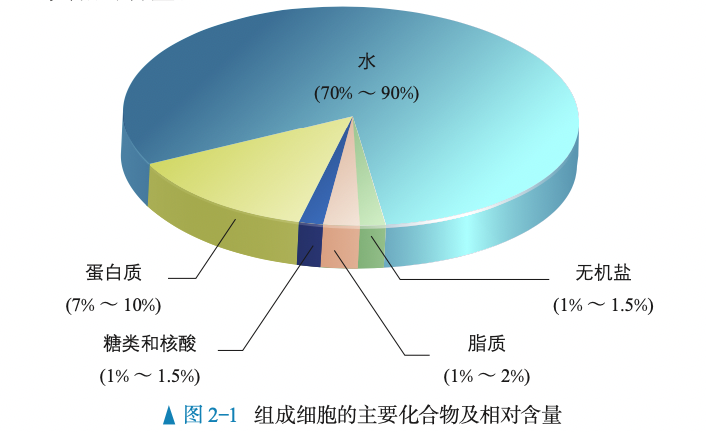 水
(70% ～ 90%)
蛋白质
(7% ～ 10%)
无机盐
(1% ～ 1.5%)
糖类和核酸
(1% ～ 1.5%)
脂质
(1% ～ 2%)
▲ 图 2-1 组成细胞的主要化合物及相对含量